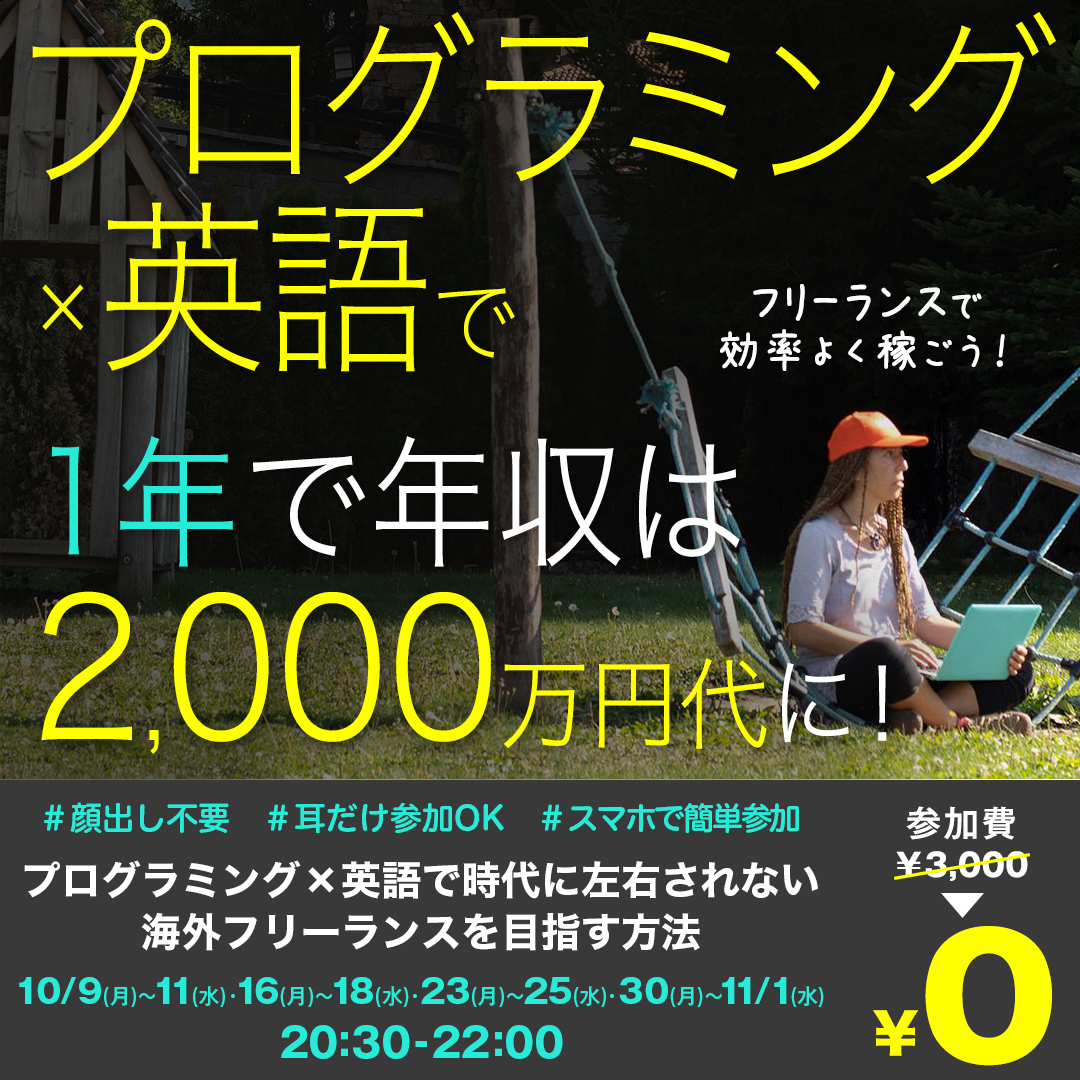 プログラミング
×英語で
フリーランスで
効率よく稼ごう!
1年で年収は
2,000万円代に!
#顔出し不要 #耳だけ参加OK #スマホで簡単参加
プログラミング×英語で時代に左右されない
海外フリーランスを目指す方法
10/9(月)~11(水)・16(月)~18(水)・23(月)~25(水)・30(月)~11/1(水)
20:30-22:00
参加費
¥3,000
¥0